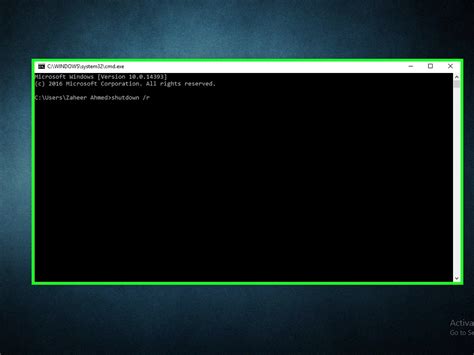 C:\WINDOWS\system32\cmd.exe
Microsoft Windows [Version 10.0.14393]
(c) 2016 Microsoft Corporation. All rights reserved.
C:\Users\Zaheer Ahmed>shutdown /r
Activa
Go to Se